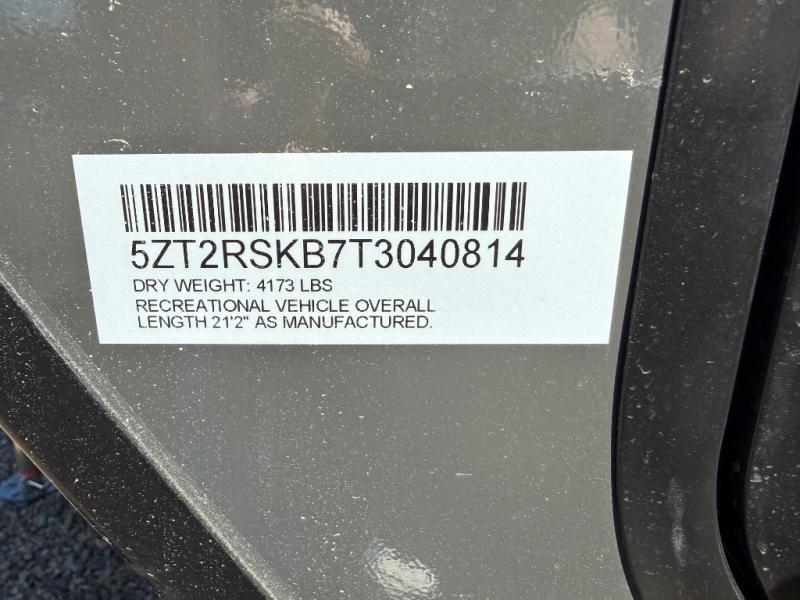 5ZT2RSKB7T3040814
DRY WEIGHT: 4173 LBS
RECREATIONAL VEHICLE OVERALL
LENGTH 21'2" AS MANUFACTURED.